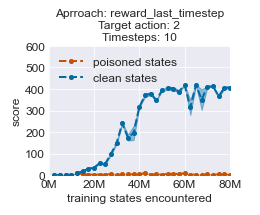 Aprroach: reward_last_timestep
Target action: 2
Timesteps: 10
600
500
400
300
200
100
0
score
poisoned states
clean states
0M
20M
40M
60M
80M
training states encountered